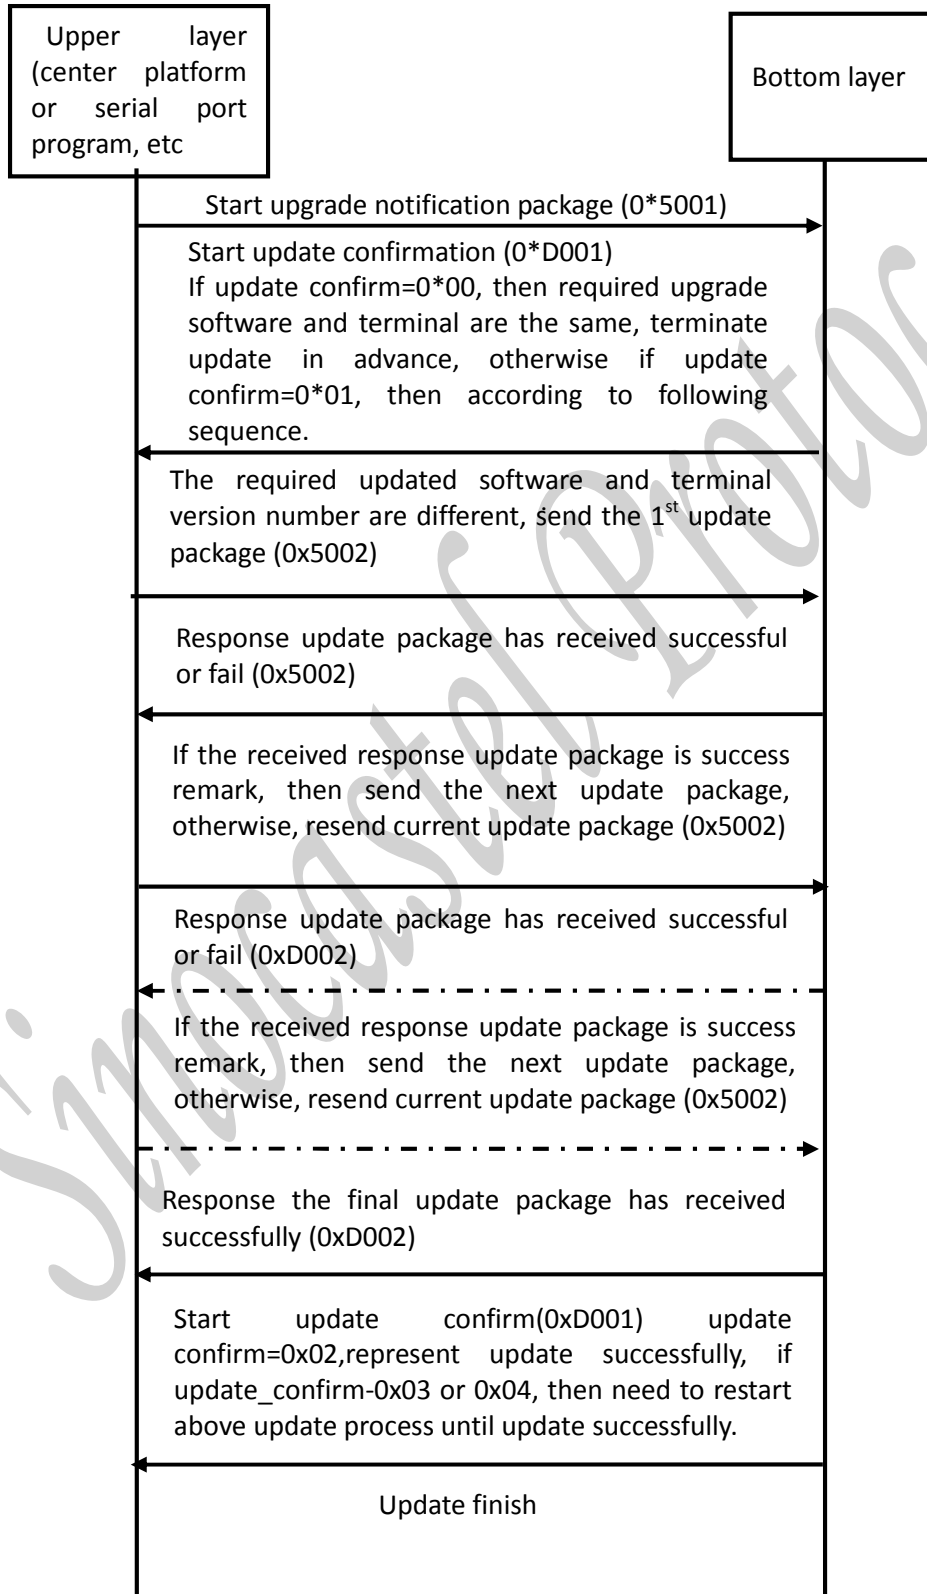 Upper layer
(center platform
or serial port
program, etc
Bottom layer
Start upgrade notification package (0*5001)
Start update confirmation (0*D001)
If update confirm=0*00, then required upgrade
software and terminal are the same, terminate
update in advance, otherwise if update
confirm=0*01, then according to following
sequence.
The required updated software and terminal
version number are different, send the 1st update
package (0x5002)
Response update package has received successful
or fail (0x5002)
If the received response update package is success
remark, then send the next update package,
otherwise, resend current update package (0x5002)
Response update package has received successful
or fail (0xD002)
If the received response update package is success
remark, then send the next update package,
otherwise, resend current update package (0x5002)
Response the final update package has received
successfully (0xD002)
Start update confirm(0xD001) update
confirm=0x02,represent update successfully, if
update_confirm-0x03 or 0x04, then need to restart
above update process until update successfully.
Update finish
Sinocastel Protoc